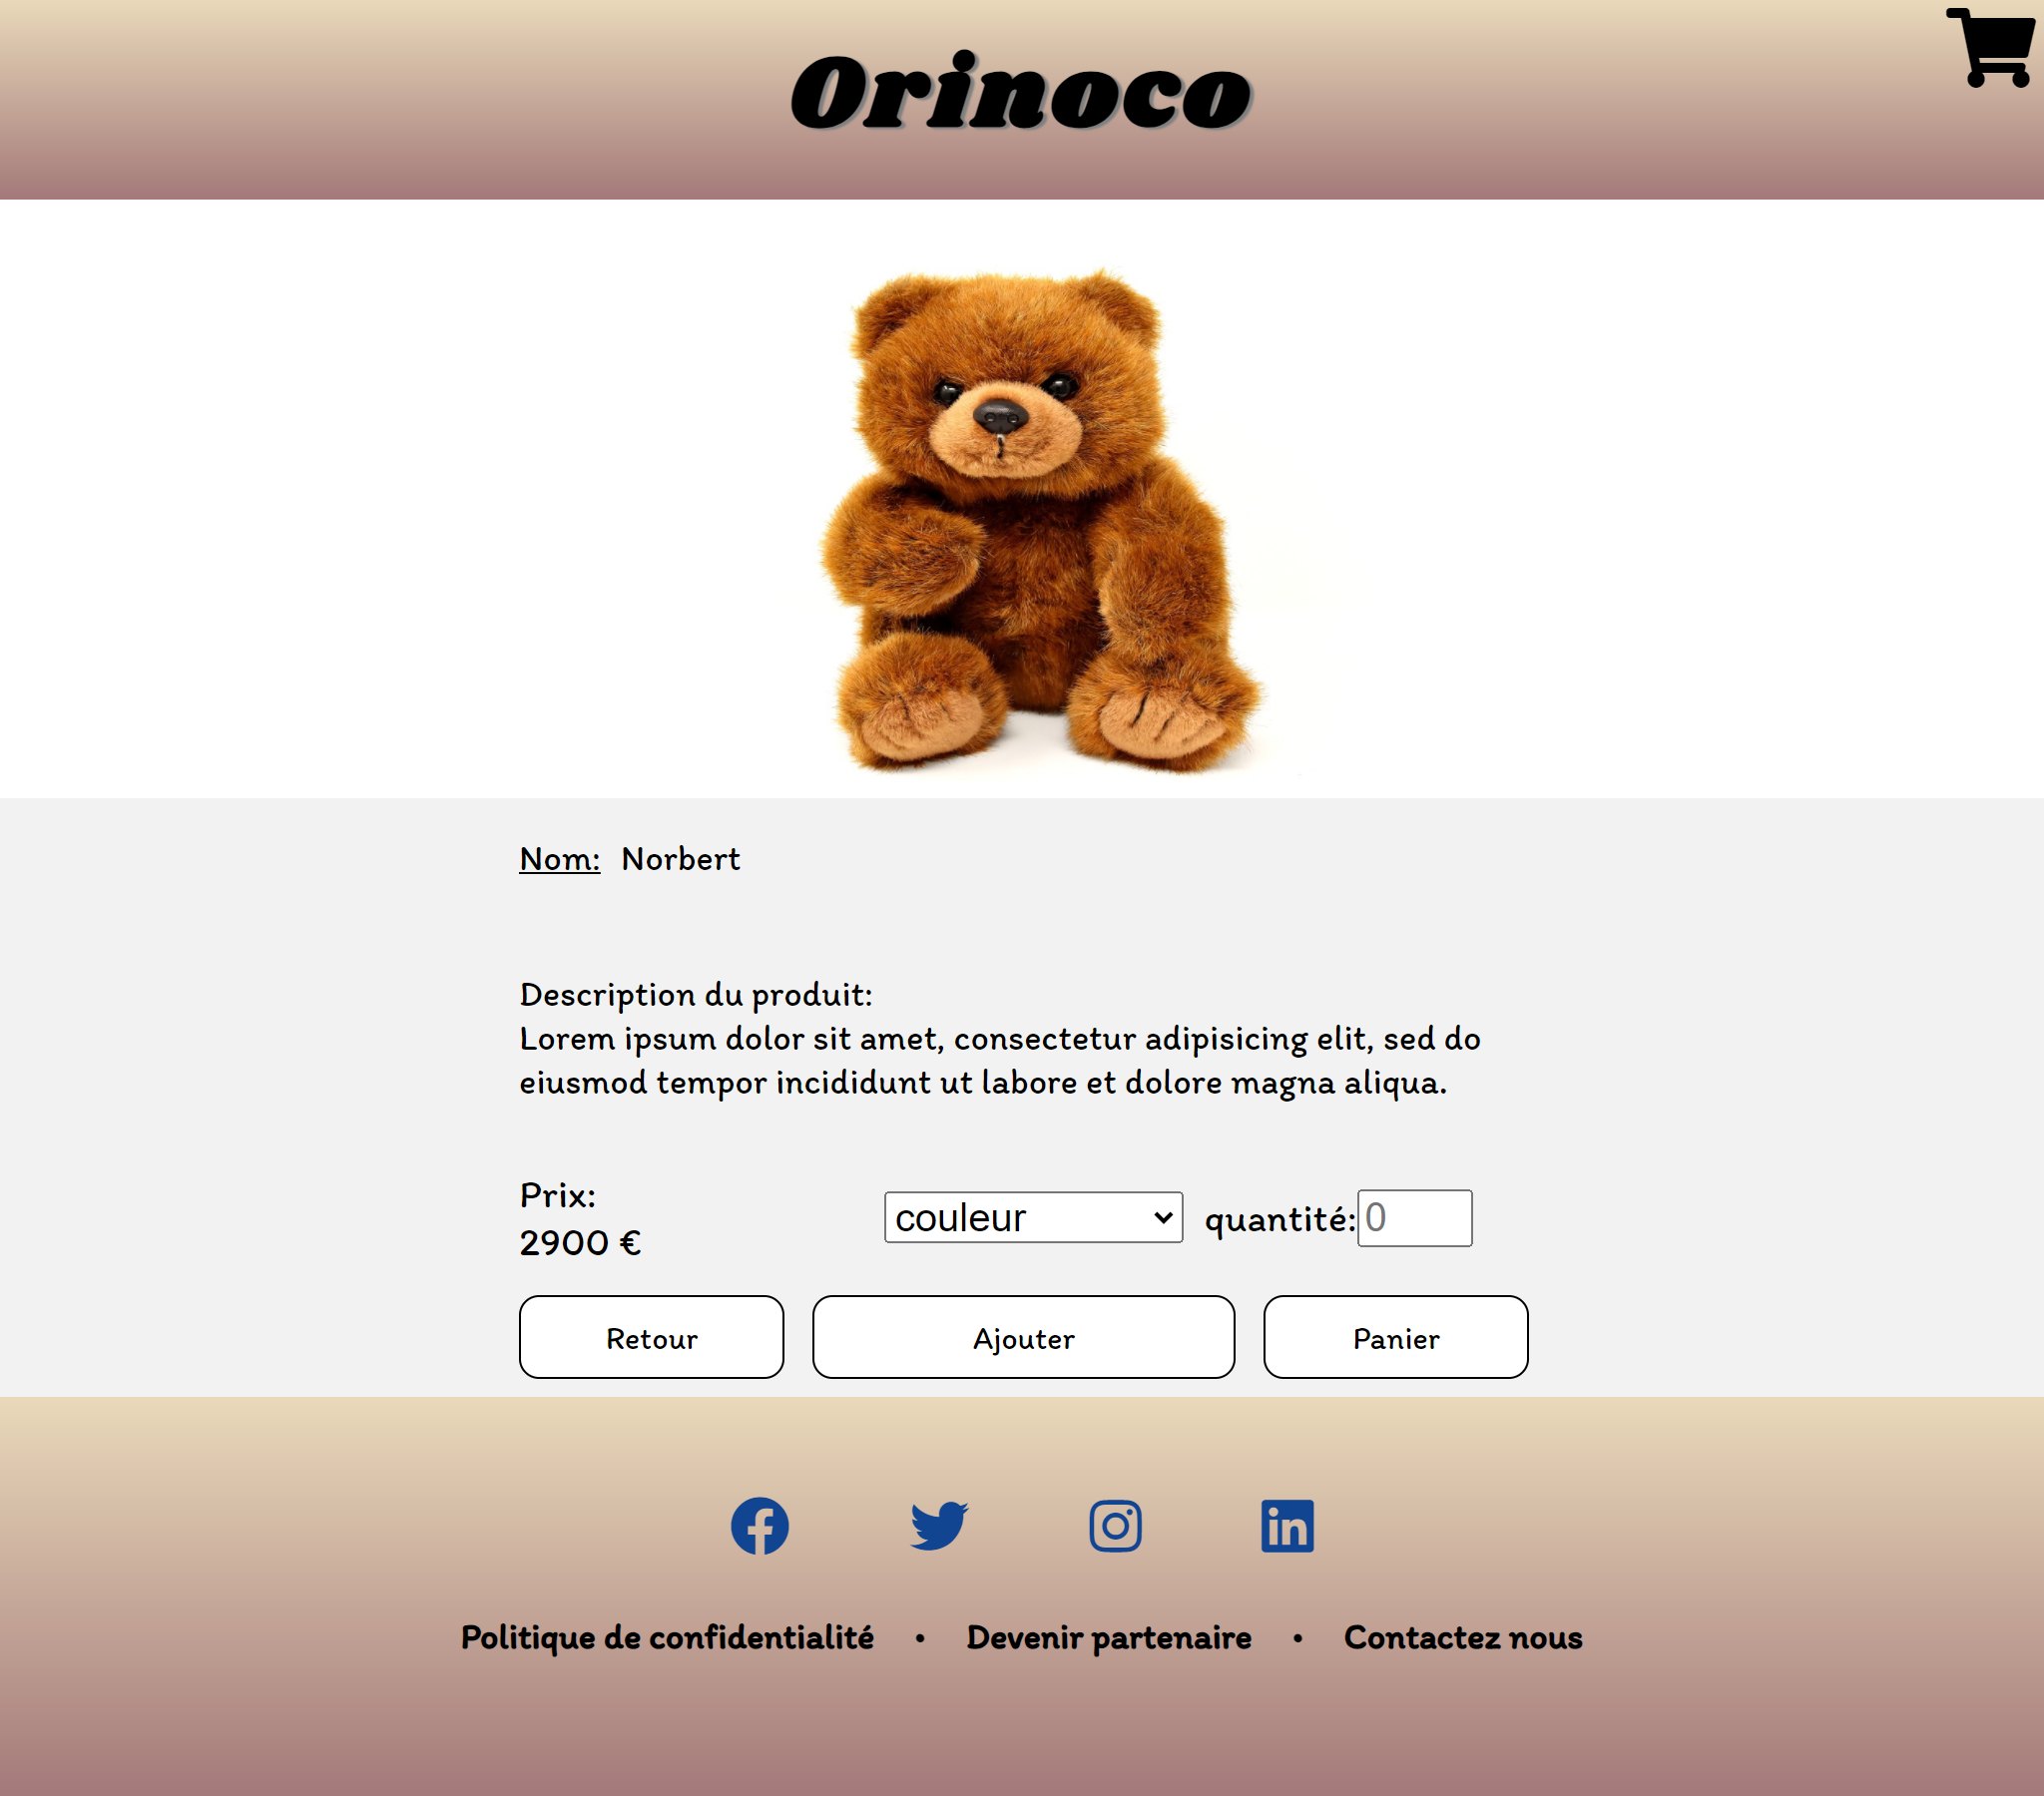 Orinoco
Nom: Norbert
Description du produit:
Lorem ipsum dolor sit amet, consectetur adipisicing elit, sed do
eiusmod tempor incididunt ut labore et dolore magna aliqua.
Prix:
2900 €
couleur quantité: 0
Retour Ajouter Panier
Politique de confidentialité • Devenir partenaire • Contactez nous